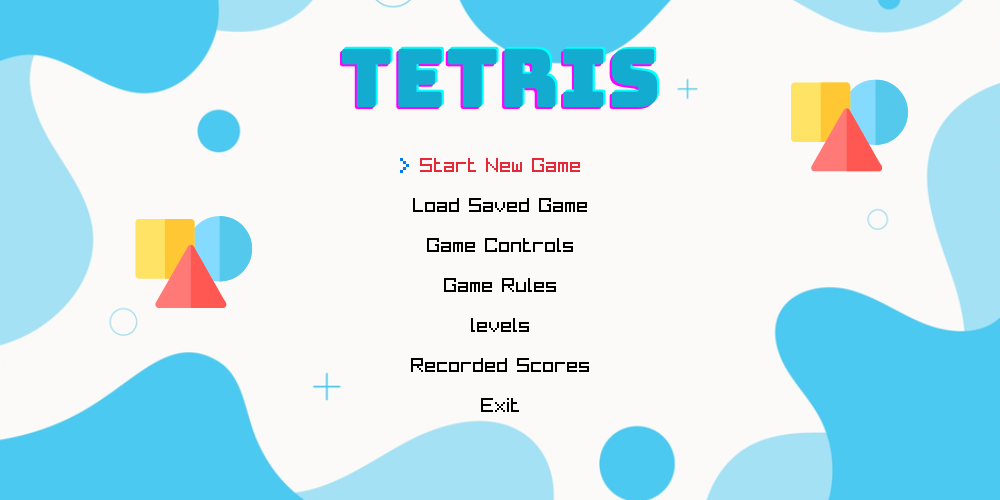 TETRIS
> Start New Game
Load Saved Game
Game Controls
Game Rules
levels
Recorded Scores
Exit